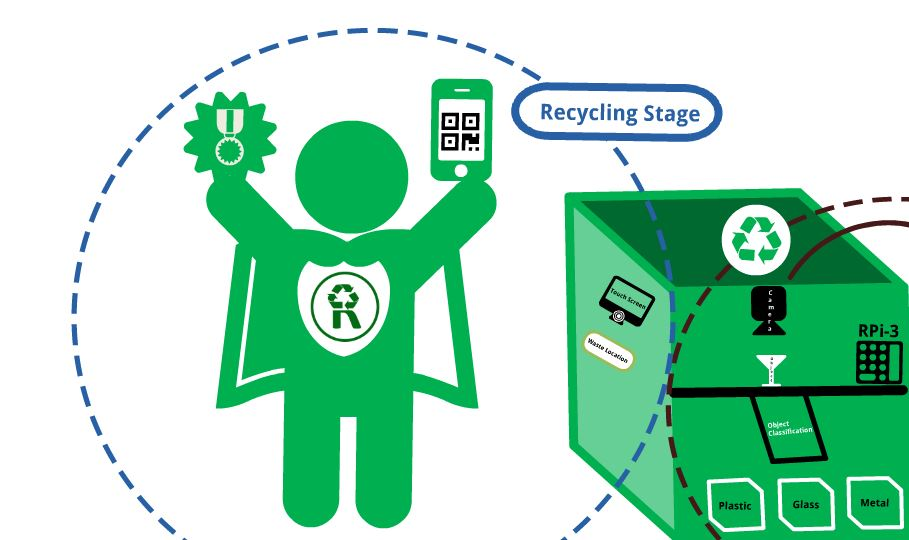 Recycling Stage
Touch Screen
Camera
Waste Location
RPi-3
Object
Classification
Plastic
Glass
Metal
R